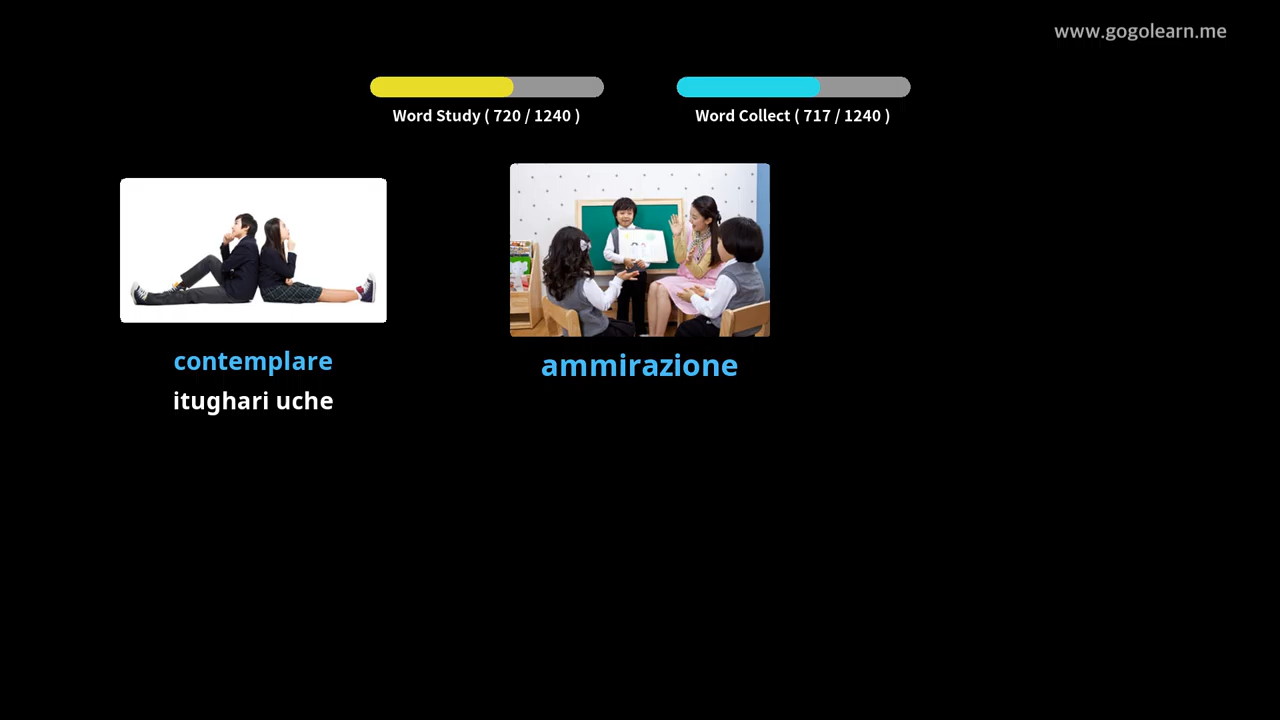 www.gogolearn.me
Word Study ( 720 / 1240 )
Word Collect ( 717 / 1240 )
contemplare
itughari uche
ammirazione